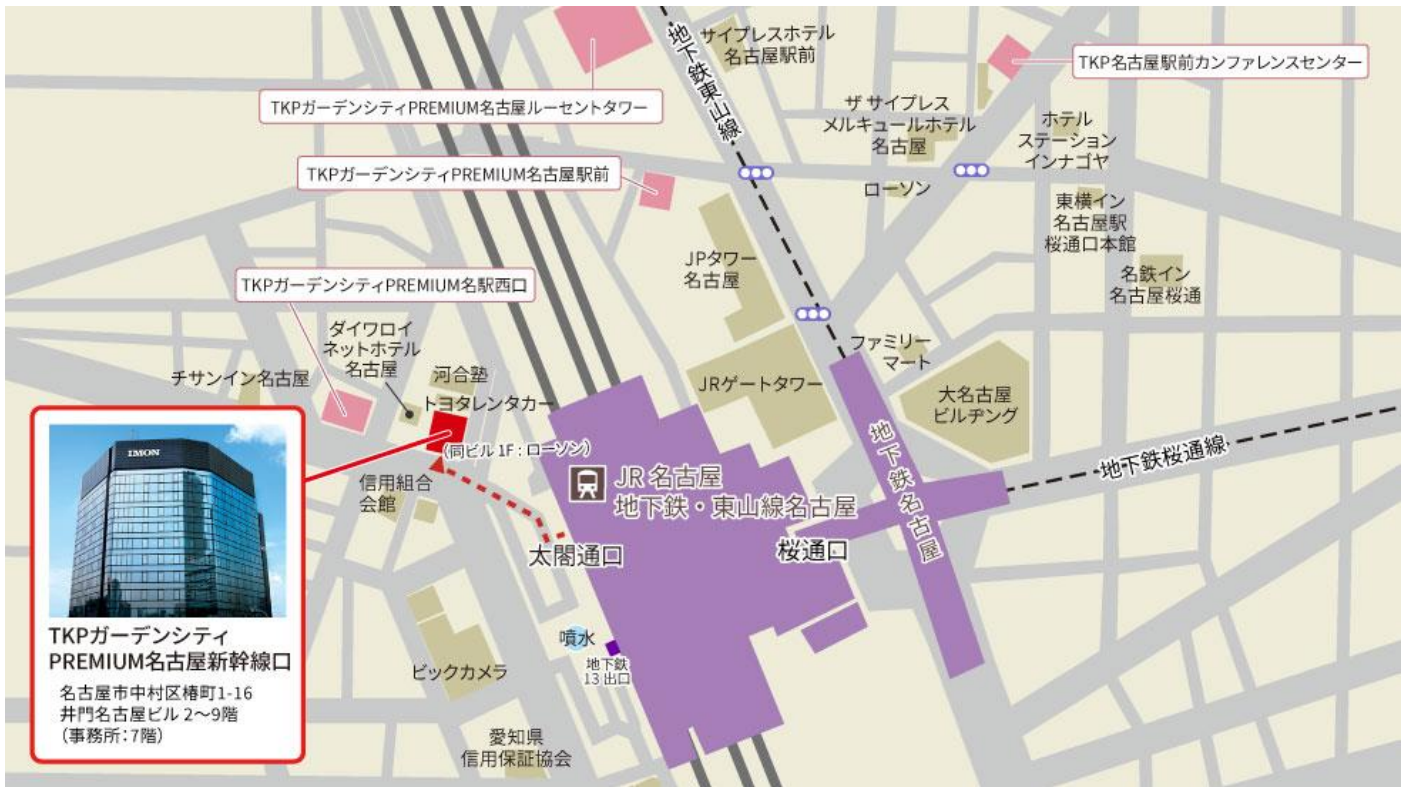 サイプレスホテル
名古屋駅前
地下鉄東山線
TKP名古屋駅前カンファレンスセンター
TKPガーデンシティPREMIUM名古屋ルーセントタワー
ザ サイプレス
メルキュールホテル
名古屋
ホテル
ステーション
インナゴヤ
TKPガーデンシティPREMIUM名古屋駅前
ローソン
東横イン
名古屋駅
桜通口本館
JPタワー
名古屋
名鉄イン
名古屋桜通
TKPガーデンシティPREMIUM名駅西口
ダイワロイ
ネットホテル
名古屋
チサンイン名古屋
河合塾
トヨタレンタカー
JRゲートタワー
ファミリー
マート
大名古屋
ビルヂング
(同ビル1F:ローソン)
地下鉄名古屋
地下鉄桜通線
信用組合
会館
JR 名古屋
地下鉄・東山線名古屋
太閤通口
桜通口
IMON
TKPガーデンシティ
PREMIUM名古屋新幹線口
名古屋市中村区椿町1-16
井門名古屋ビル 2~9階
(事務所:7階)
噴水
地下鉄
13出口
ビックカメラ
愛知県
信用保証協会